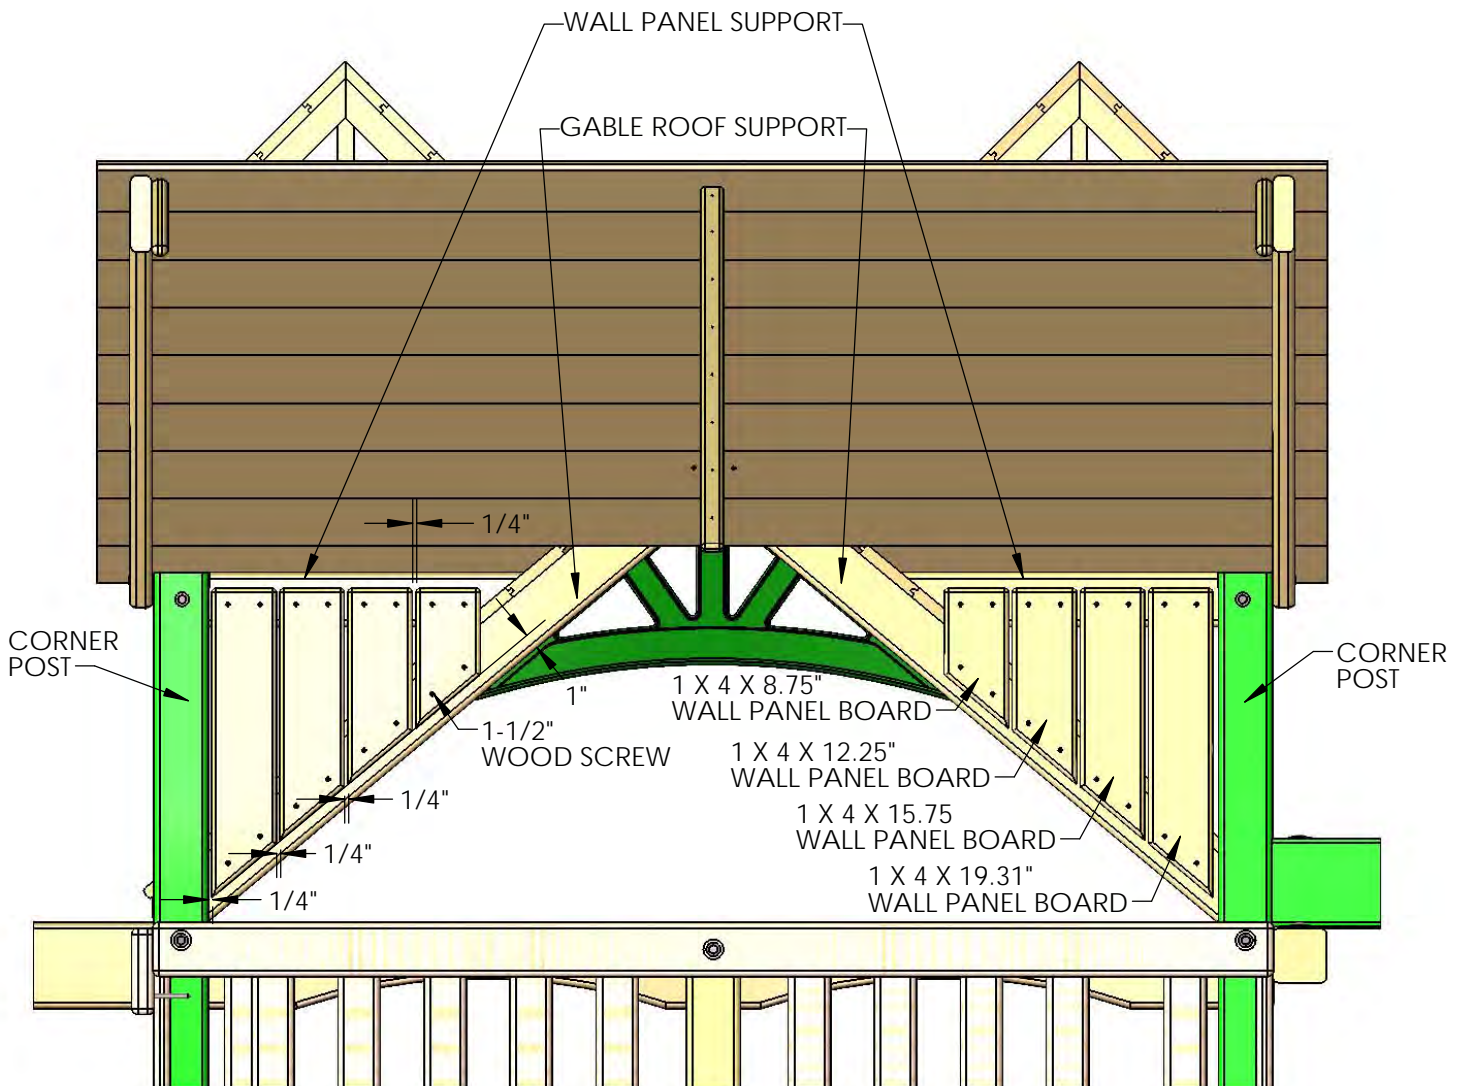 WALL PANEL SUPPORT
GABLE ROOF SUPPORT
1/4"
CORNER
POST
CORNER
POST
1"
1 X 4 X 8.75"
WALL PANEL BOARD
1-1/2"
WOOD SCREW
1 X 4 X 12.25"
WALL PANEL BOARD
1/4"
1 X 4 X 15.75
WALL PANEL BOARD
1/4"
1 X 4 X 19.31"
WALL PANEL BOARD
1/4"